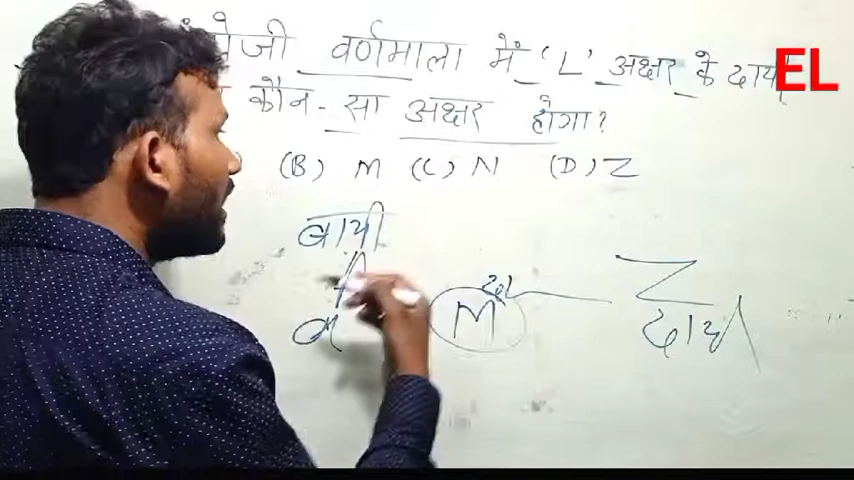 वर्णमाला में 'L' अक्षर के दायीं
कौन-सा अक्षर होगा?
(B) M (C) N (D) Z
बायी
M Z
EL